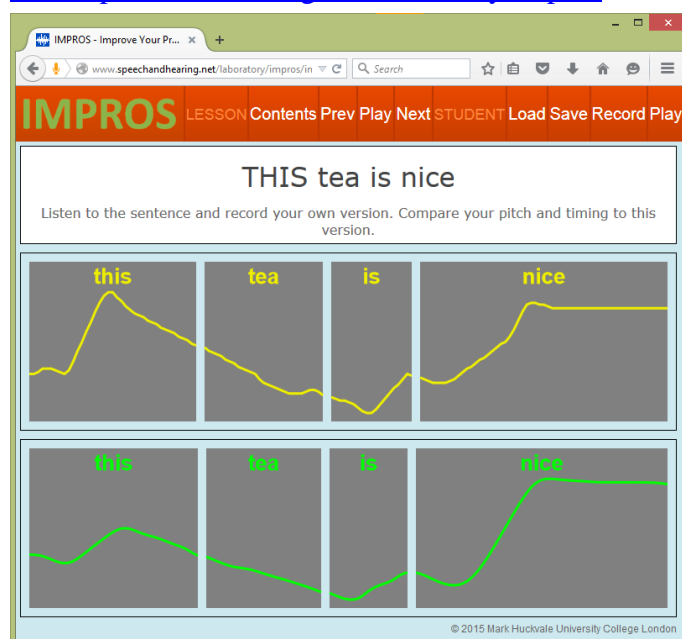 IMPROS - Improve Your Pr...
www.speechandhearing.net/laboratory/impros/in
Search
IMPROS LESSON Contents Prev Play Next STUDENT Load Save Record Play
THIS tea is nice
Listen to the sentence and record your own version. Compare your pitch and timing to this
version.
this tea is nice
this tea is nice
© 2015 Mark Huckvale University College London